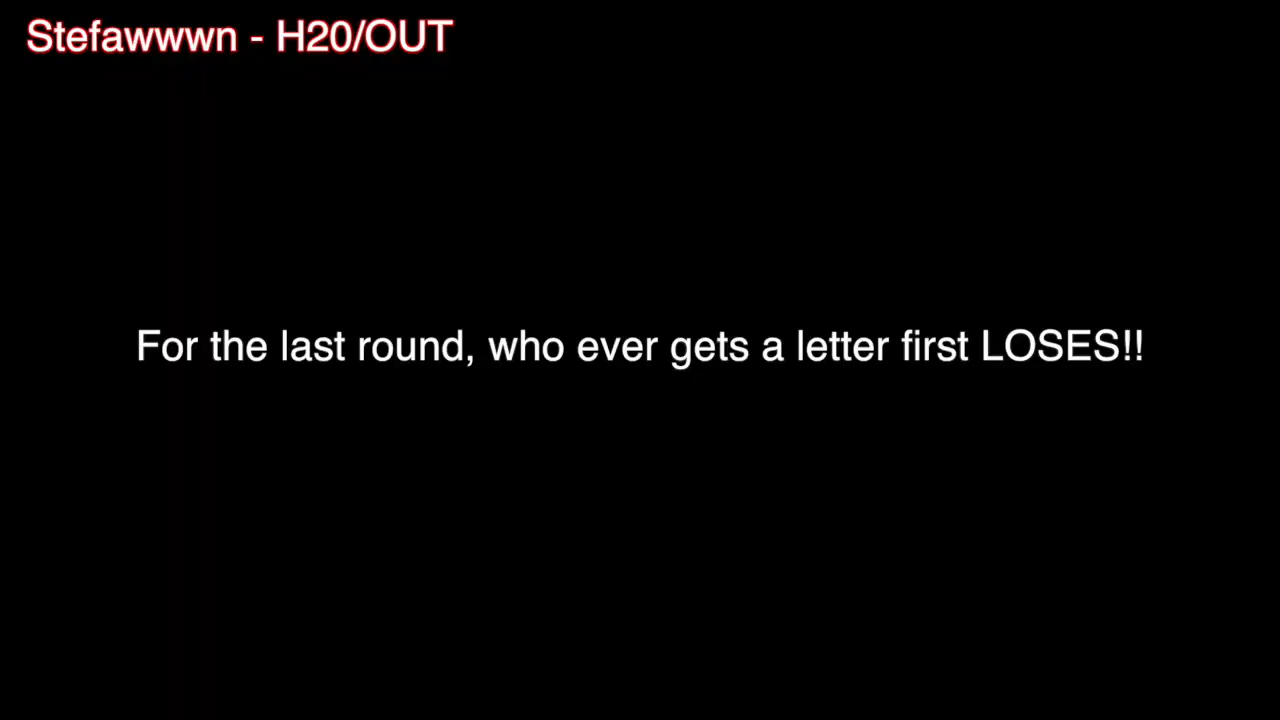 Stefawwwn - H20/OUT
For the last round, who ever gets a letter first LOSES!!